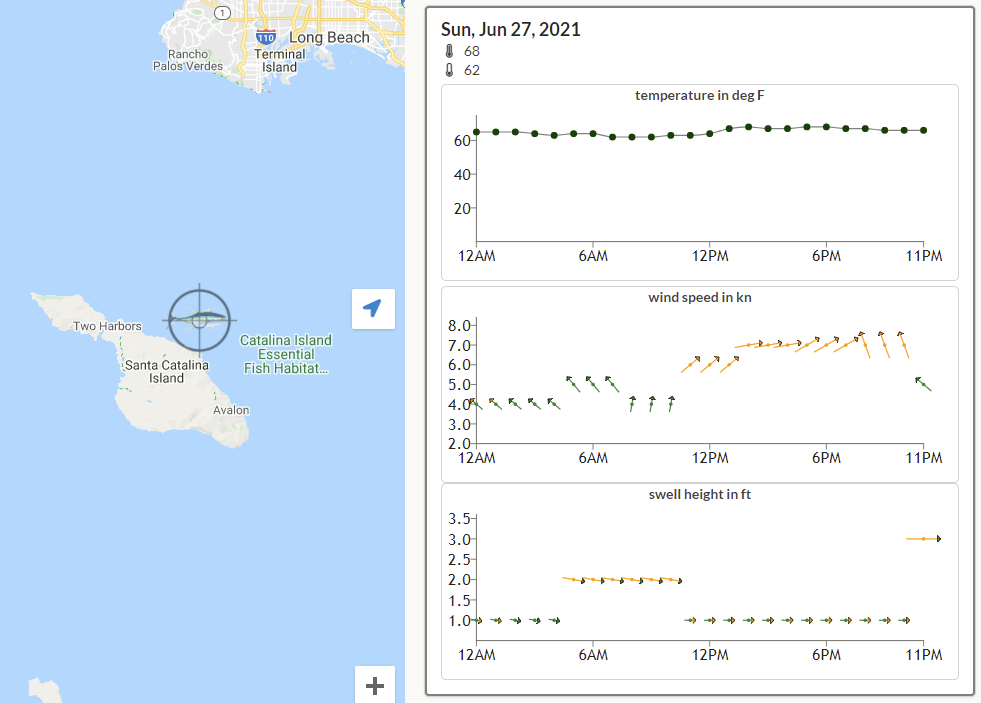 1
110
Long Beach
Rancho
Palos Verdes
Terminal
Island
Two Harbors
Santa Catalina
Island
Catalina Island
Essential
Fish Habitat...
Avalon
Sun, Jun 27, 2021
68
62
temperature in deg F
60
40
20
12AM 6AM 12PM 6PM 11PM
wind speed in kn
8.0
7.0
6.0
5.0
4.0
3.0
2.0
12AM 6AM 12PM 6PM 11PM
swell height in ft
3.5
3.0
2.5
2.0
1.5
1.0
12AM 6AM 12PM 6PM 11PM